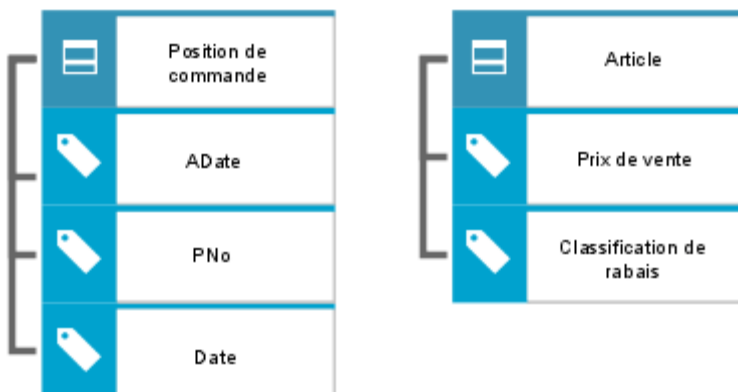 Position de
commande
ADate
PNo
Date
Article
Prix de vente
Classification de
rabais